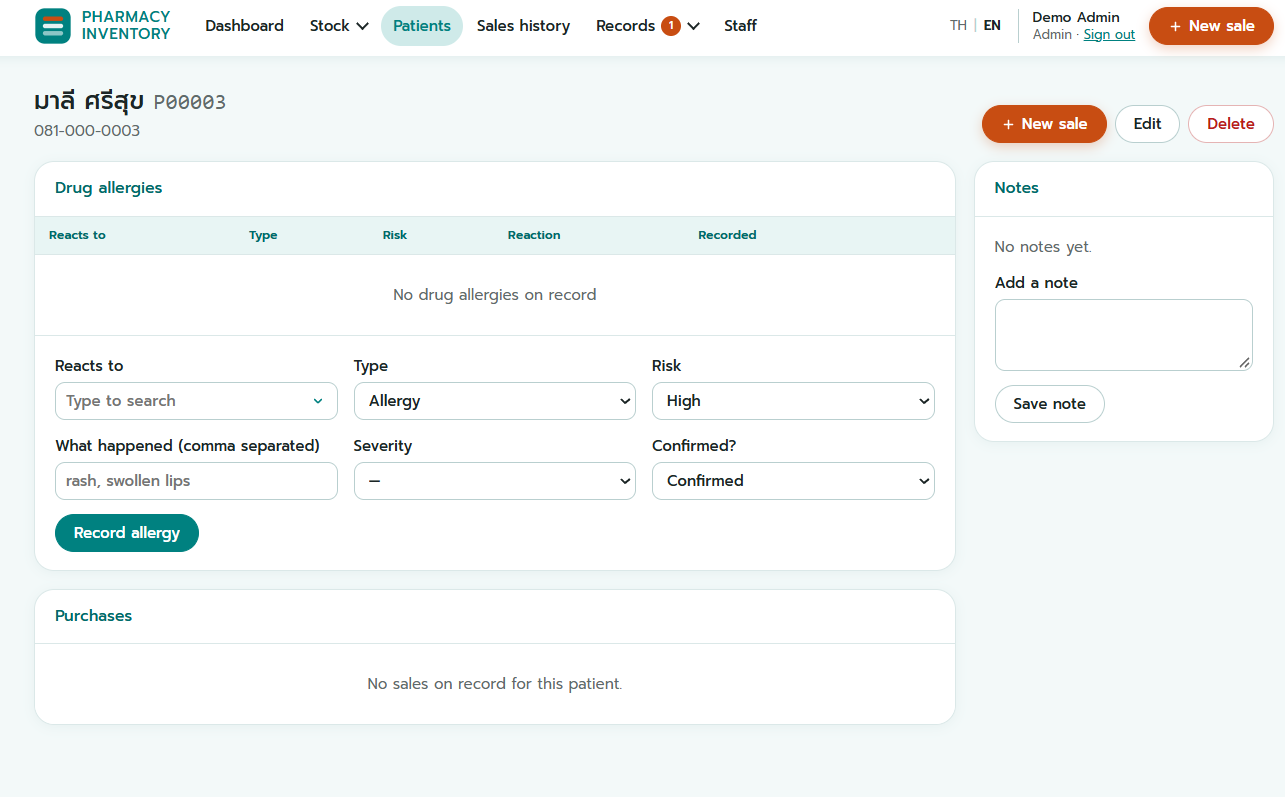 PHARMACY
INVENTORY
Dashboard Stock Patients Sales history Records 1 Staff
TH | EN
Demo Admin
Admin · Sign out
+ New sale
มาลี ศรีสุข P00003
081-000-0003
+ New sale Edit Delete
Drug allergies
Reacts to Type Risk Reaction Recorded
No drug allergies on record
Reacts to Type Risk
Type to search Allergy High
What happened (comma separated) Severity Confirmed?
rash, swollen lips — Confirmed
Record allergy
Purchases
No sales on record for this patient.
Notes
No notes yet.
Add a note
Save note